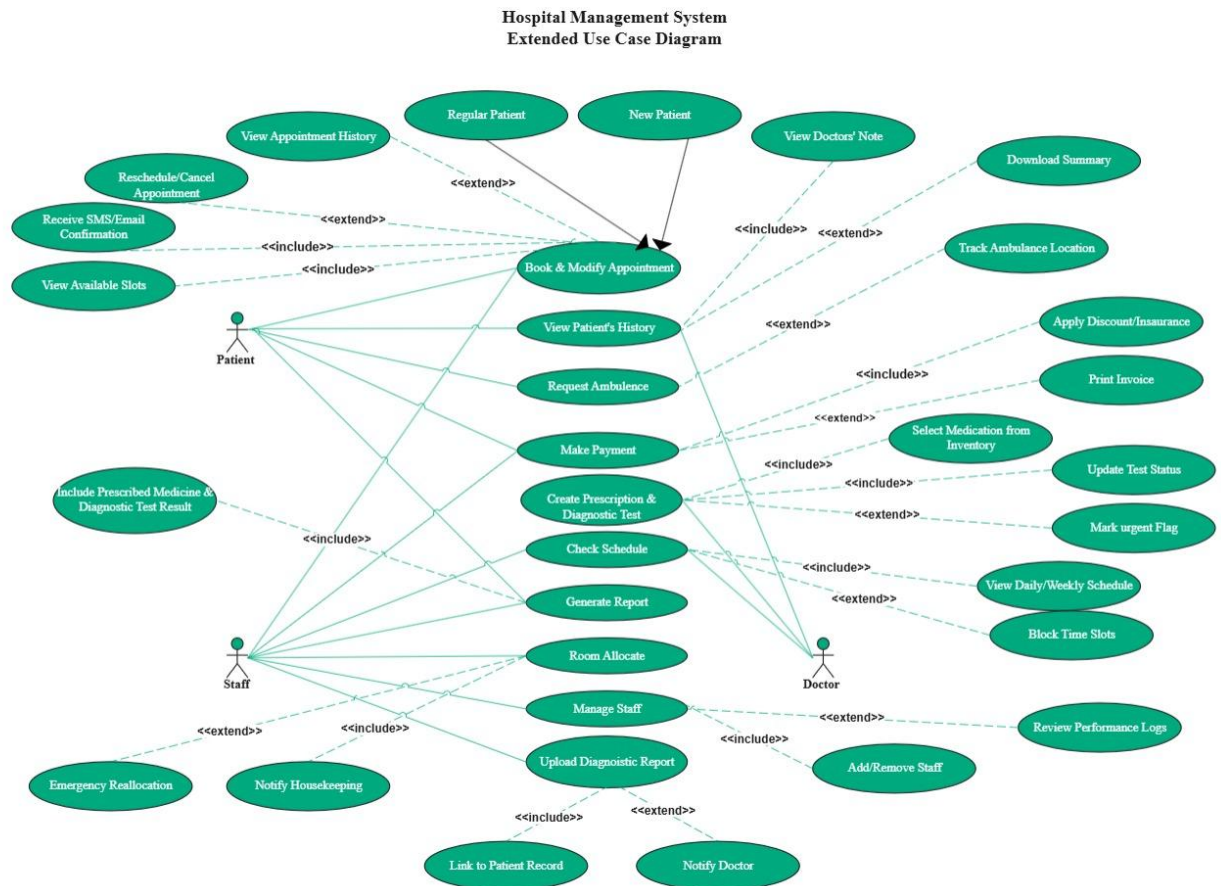 Hospital Management System
Extended Use Case Diagram
Regular Patient
New Patient
View Appointment History
View Doctors' Note
Download Summary
Reschedule/Cancel
Appointment
<<extend>>
Receive SMS/Email
Confirmation
<<extend>>
<<include>>
<<include>>
<<extend>>
Track Ambulance Location
View Available Slots
<<include>>
Book & Modify Appointment
Patient
View Patient's History
<<extend>>
Apply Discount/Insaurance
Request Ambulence
<<include>>
Print Invoice
<<extend>>
Make Payment
Select Medication from
Inventory
<<include>>
Update Test Status
<<include>>
Include Prescribed Medicine &
Diagnostic Test Result
Create Prescription &
Diagnostic Test
<<extend>>
Mark urgent Flag
<<include>>
Check Schedule
<<include>>
View Daily/Weekly Schedule
<<extend>>
Generate Report
Block Time Slots
Staff
Room Allocate
Doctor
Manage Staff
<<extend>>
Review Performance Logs
<<extend>>
<<include>>
<<include>>
Upload Diagnoistic Report
Add/Remove Staff
Emergency Reallocation
Notify Housekeeping
<<include>>
<<extend>>
Link to Patient Record
Notify Doctor